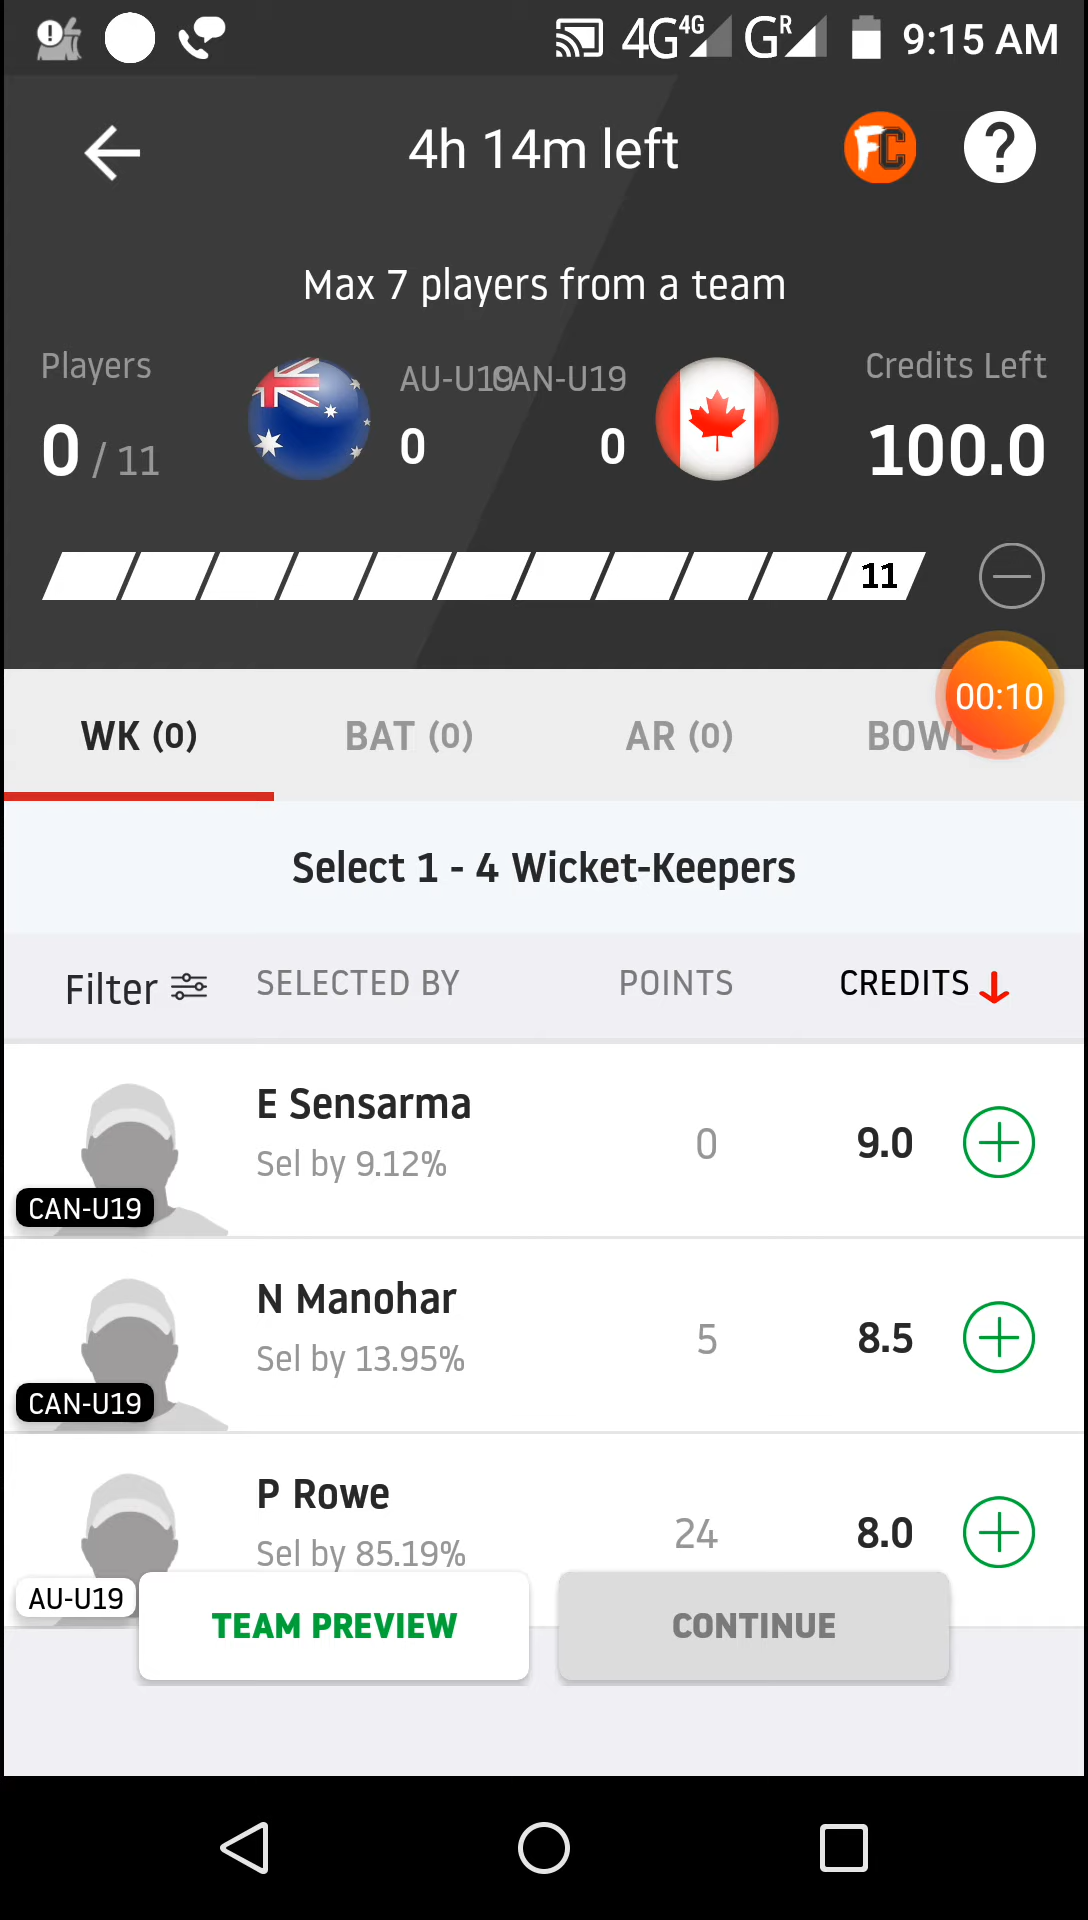 4G 4G G R 9:15 AM
4h 14m left
FC ?
Max 7 players from a team
Players AU-U19 CAN-U19 Credits Left
0 / 11 0 0 100.0
11
00:10
WK (0) BAT (0) AR (0) BOWL
Select 1 - 4 Wicket-Keepers
Filter SELECTED BY POINTS CREDITS
E Sensarma
Sel by 9.12% 0 9.0
CAN-U19
N Manohar
Sel by 13.95% 5 8.5
CAN-U19
P Rowe
Sel by 85.19% 24 8.0
AU-U19
TEAM PREVIEW CONTINUE